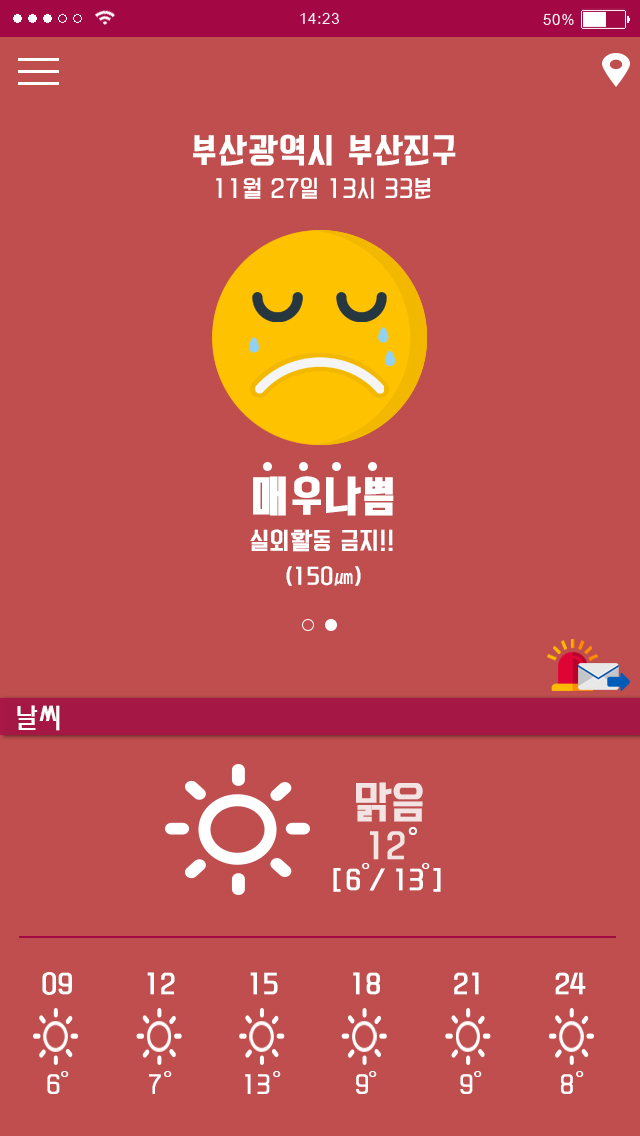 14:23
50%
부산광역시 부산진구
11월 27일 13시 33분
매우나쁨
실외활동 금지!!
(150㎛)
날씨
맑음
12°
[6°/ 13°]
09 12 15 18 21 24
6° 7° 13° 9° 9° 8°